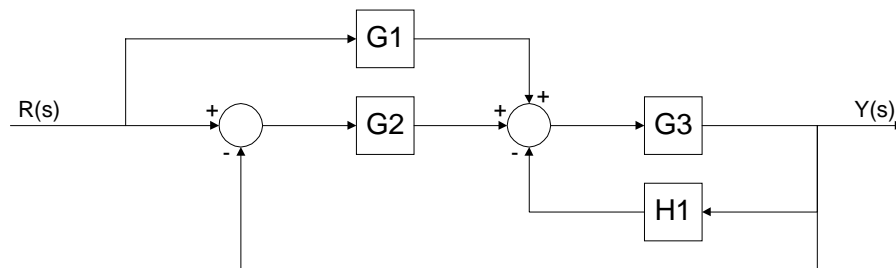 G1
R(s)
+
+
+
Y(s)
G2
G3
-
-
H1